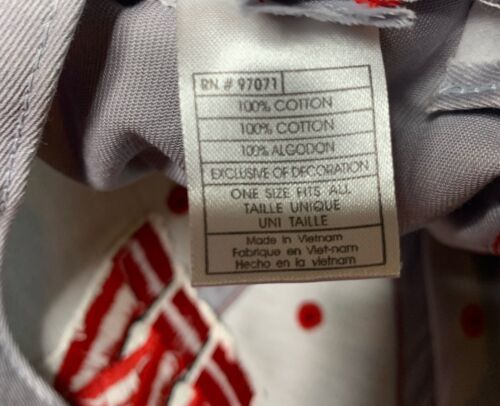 RN # 97071
100% COTTON
100% COTTON
100% ALGODON
EXCLUSIVE OF DECORATION
ONE SIZE FITS ALL
TAILLE UNIQUE
UNI TAILLE
Made in Vietnam
Fabrique en Viet-nam
Hecho en la vietnam